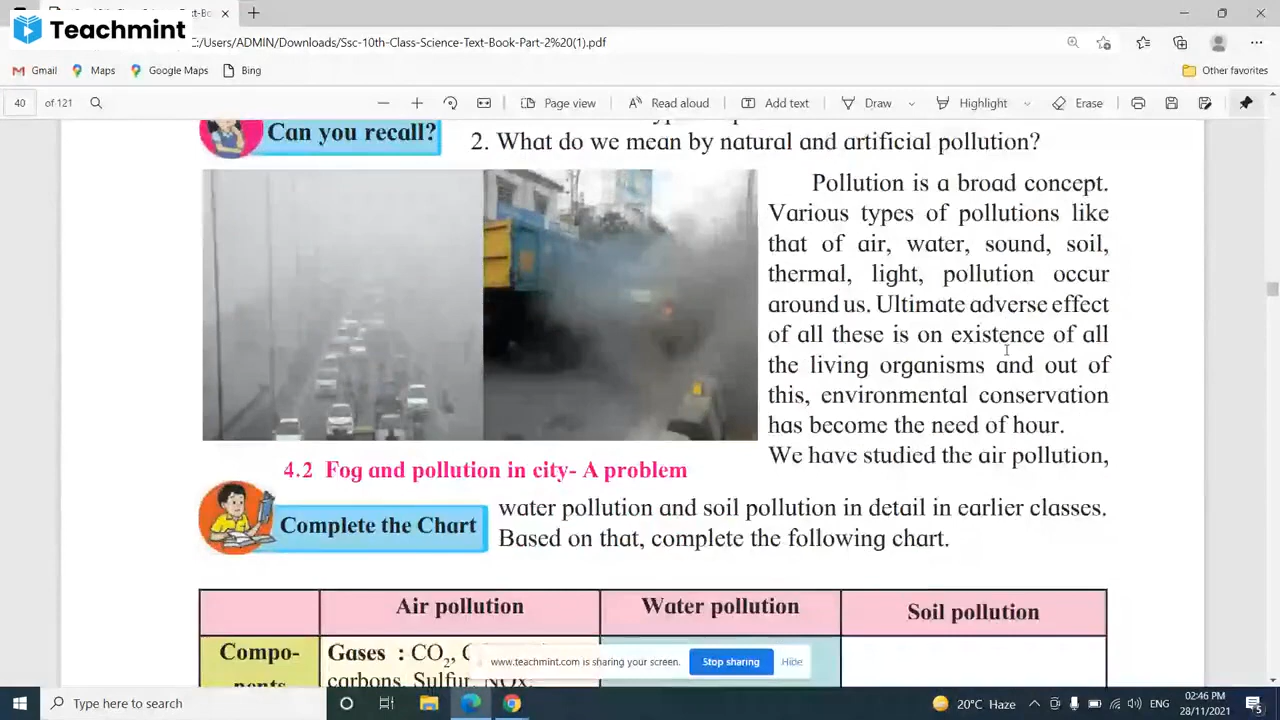 Teachmint
C:/Users/ADMIN/Downloads/Ssc-10th-Class-Science-Text-Book-Part-2%20(1).pdf
Gmail Maps Google Maps Bing Other favorites
40 of 121 Page view Read aloud Add text Draw Highlight Erase
Can you recall?
2. What do we mean by natural and artificial pollution?
Pollution is a broad concept.
Various types of pollutions like
that of air, water, sound, soil,
thermal, light, pollution occur
around us. Ultimate adverse effect
of all these is on existence of all
the living organisms and out of
this, environmental conservation
has become the need of hour.
We have studied the air pollution,
4.2 Fog and pollution in city- A problem
Complete the Chart
water pollution and soil pollution in detail in earlier classes.
Based on that, complete the following chart.
Air pollution Water pollution Soil pollution
Compo-
nents
Gases : CO2,
carbons, Sulfur, NOx,
www.teachmint.com is sharing your screen. Stop sharing Hide
Type here to search
20°C Haze ENG 02:46 PM
28/11/2021
5